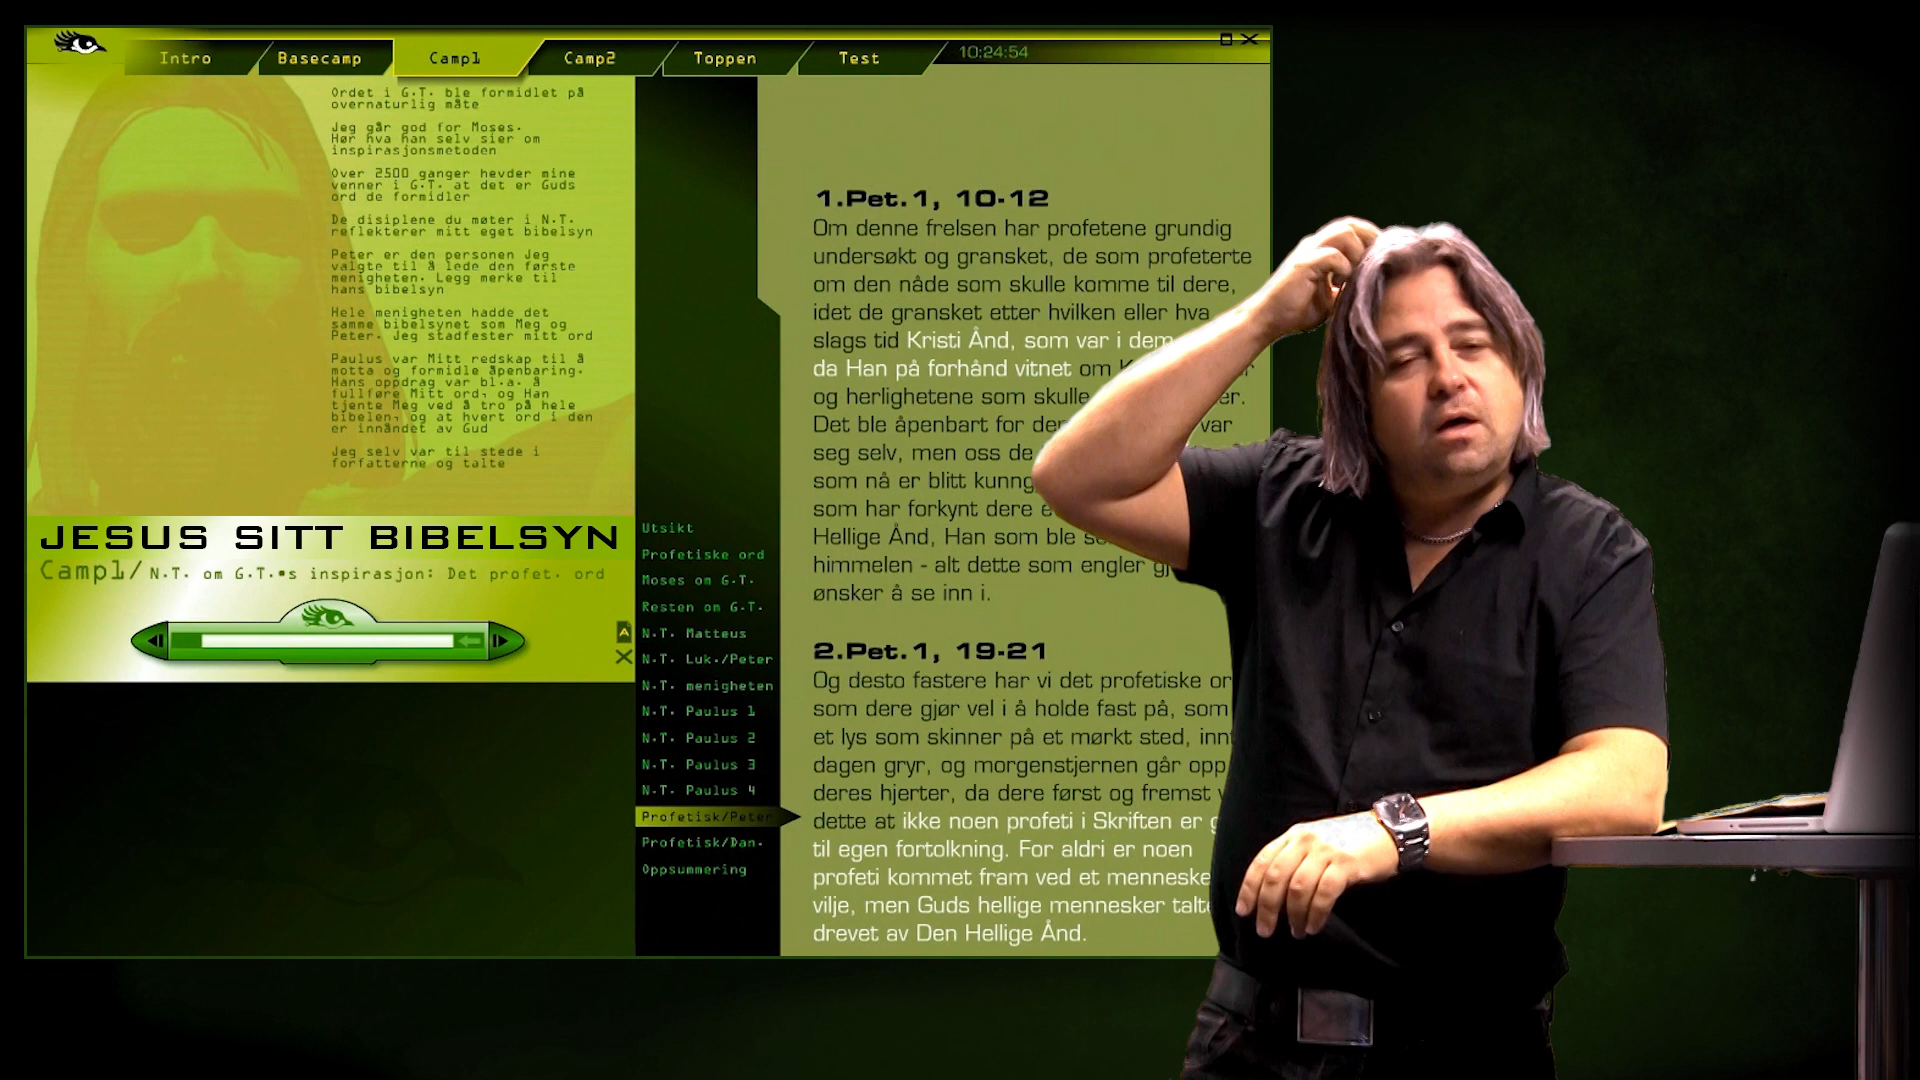 Intro
Basecamp
Camp1
Camp2
Toppen
Test
10:24:54
Ordet i G.T. ble formidlet på
overnaturlig måte
Jeg går god for Moses.
Hør hva han selv sier om
inspirasjonsmetoden
Over 2500 ganger hevder mine
venner i G.T. at det er Guds
ord de formidler
De disiplene du møter i N.T.
reflekterer mitt eget bibelsyn
Peter er den personen Jeg
valgte til å lede den første
menigheten. Legg merke til
hans bibelsyn
Hele menigheten hadde det
samme bibelsynet som Meg og
Peter. Jeg stadfester mitt ord
Paulus var Mitt redskap til å
motta og formidle åpenbaring.
Hans oppdrag var bl.a. å
fullføre Mitt ord, og Han
tjente Meg ved å tro på hele
bibelen, og at hvert ord i den
er innåndet av Gud
Jeg selv var til stede i
forfatterne og talte
JESUS SITT BIBELSYN
Camp1/N.T. om G.T.•s inspirasjon: Det profet. ord
A
Utsikt
Profetiske ord
Moses om G.T.
Resten om G.T.
N.T. Matteus
N.T. Luk./Peter
N.T. menigheten
N.T. Paulus 1
N.T. Paulus 2
N.T. Paulus 3
N.T. Paulus 4
Profetisk/Peter
Profetisk/Dan.
Oppsummering
1.Pet.1, 10-12
Om denne frelsen har profetene grundig
undersøkt og gransket, de som profeterte
om den nåde som skulle komme til dere,
idet de gransket etter hvilken eller hva
slags tid Kristi Ånd, som var i dem
da Han på forhånd vitnet om
og herlighetene som skulle
Det ble åpenbart for var
seg selv, men oss de
som nå er blitt
som har forkynt dere
Hellige Ånd, Han som ble
himmelen - alt dette som engler
ønsker å se inn i.
2.Pet.1, 19-21
Og desto fastere har vi det profetiske
som dere gjør vel i å holde fast på, som
et lys som skinner på et mørkt sted,
dagen gryr, og morgenstjernen går opp
deres hjerter, da dere først og fremst
dette at ikke noen profeti i Skriften er
til egen fortolkning. For aldri er noen
profeti kommet fram ved et menneske
vilje, men Guds hellige mennesker talte
drevet av Den Hellige Ånd.